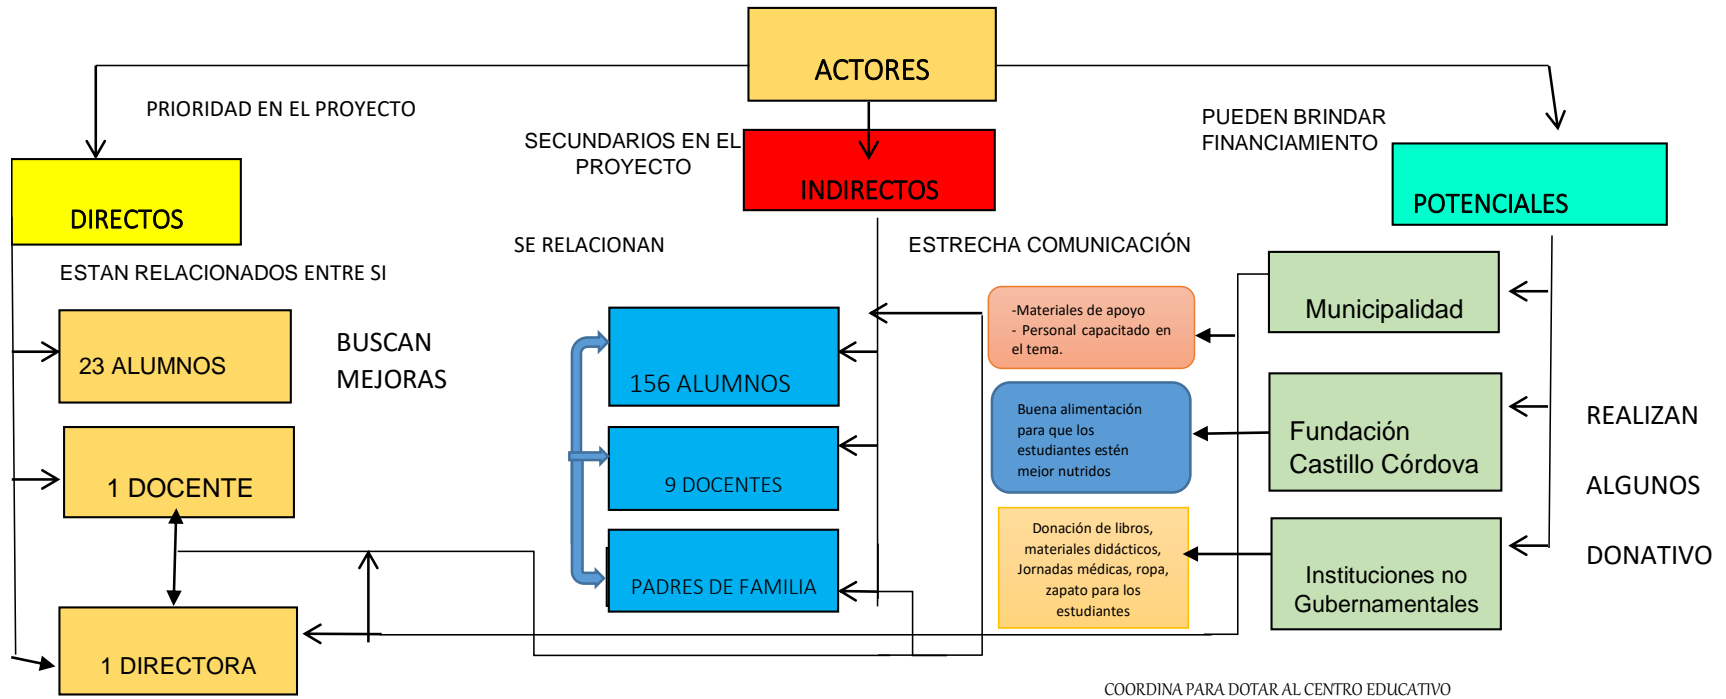 ACTORES
PRIORIDAD EN EL PROYECTO
SECUNDARIOS EN EL
PROYECTO
PUEDEN BRINDAR
FINANCIAMIENTO
DIRECTOS
INDIRECTOS
POTENCIALES
SE RELACIONAN
ESTRECHA COMUNICACIÓN
ESTAN RELACIONADOS ENTRE SI
23 ALUMNOS
BUSCAN
MEJORAS
1 DOCENTE
1 DIRECTORA
156 ALUMNOS
9 DOCENTES
PADRES DE FAMILIA
-Materiales de apoyo
- Personal capacitado en
el tema.
Buena alimentación
para que los
estudiantes estén
mejor nutridos
Donación de libros,
materiales didácticos,
Jornadas médicas, ropa,
zapato para los
estudiantes
Municipalidad
Fundación
Castillo Córdova
Instituciones no
Gubernamentales
REALIZAN
ALGUNOS
DONATIVO
COORDINA PARA DOTAR AL CENTRO EDUCATIVO